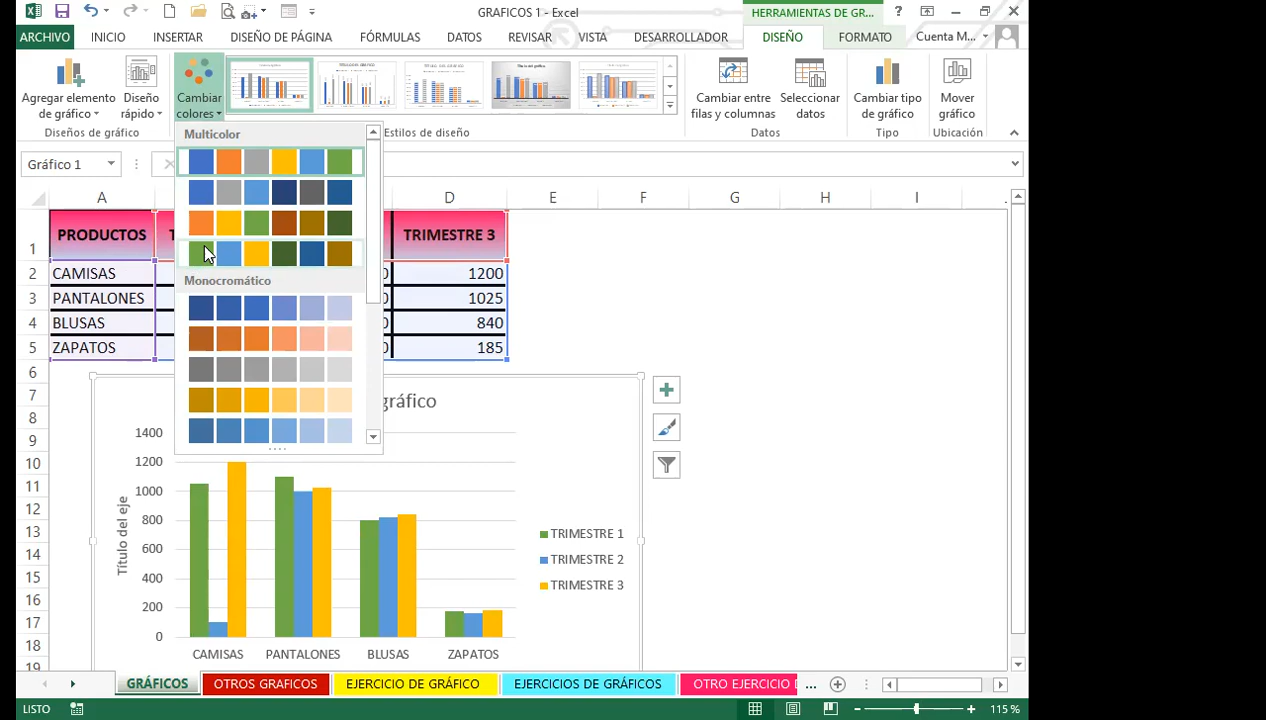 GRAFICOS 1 - Excel
HERRAMIENTAS DE GR...
ARCHIVO INICIO INSERTAR DISEÑO DE PÁGINA FÓRMULAS DATOS REVISAR VISTA DESARROLLADOR DISEÑO FORMATO Cuenta M...
Agregar elemento de gráfico
Diseño rápido
Cambiar colores
Cambiar entre filas y columnas
Seleccionar datos
Cambiar tipo de gráfico
Mover gráfico
Diseños de gráfico Estilos de diseño Datos Tipo Ubicación
Multicolor
Monocromático
Gráfico 1
A D E F G H I
1 PRODUCTOS T TRIMESTRE 3
2 CAMISAS 0 1200
3 PANTALONES 0 1025
4 BLUSAS 0 840
5 ZAPATOS 0 185
6
7
8
9
10
11
12
13
14
15
16
17
18
19
gráfico
1400
1200
1000
800
600
400
200
0
Título del eje
CAMISAS PANTALONES BLUSAS ZAPATOS
TRIMESTRE 1
TRIMESTRE 2
TRIMESTRE 3
GRÁFICOS OTROS GRAFICOS EJERCICIO DE GRÁFICO EJERCICIOS DE GRÁFICOS OTRO EJERCICIO ...
LISTO 115 %